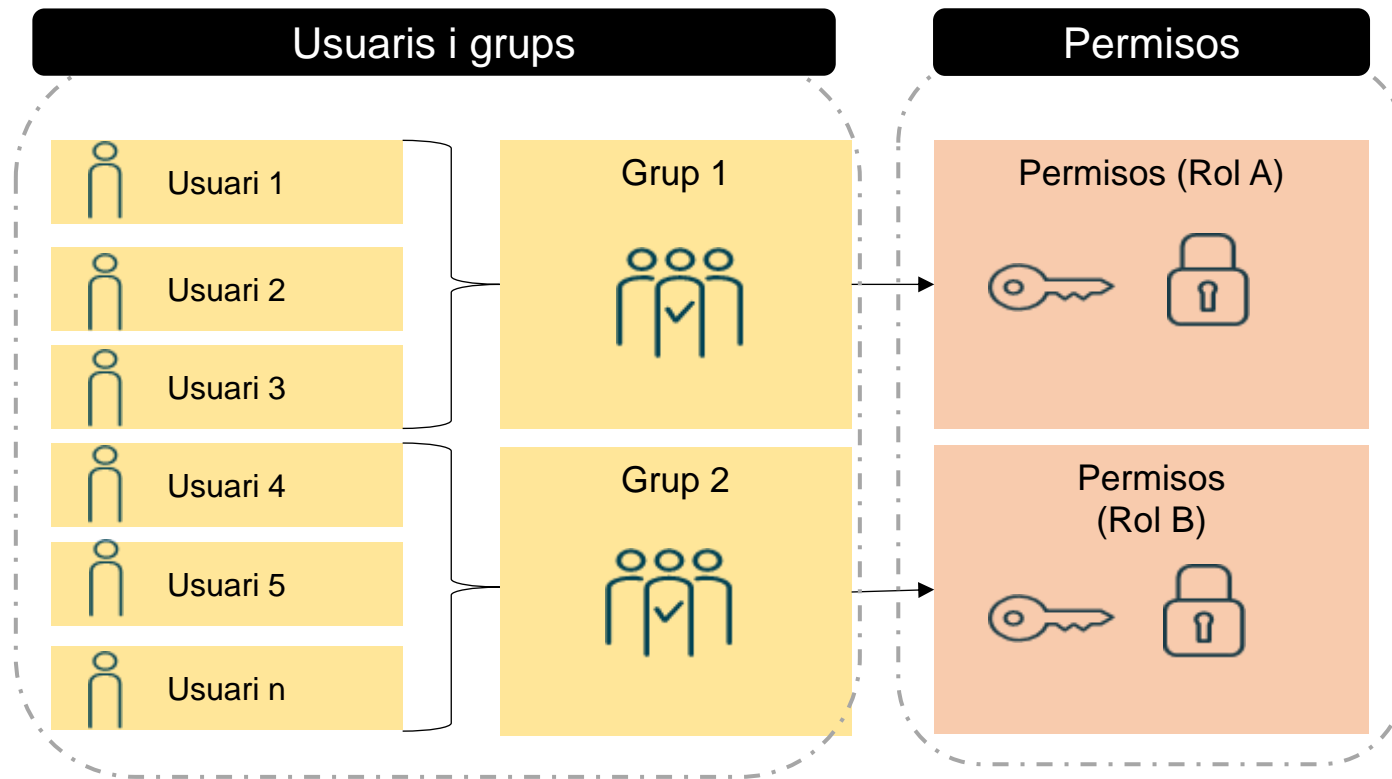 Usuaris i grups
Permisos
Usuari 1
Usuari 2
Usuari 3
Usuari 4
Usuari 5
Usuari n
Grup 1
Grup 2
Permisos (Rol A)
Permisos
(Rol B)